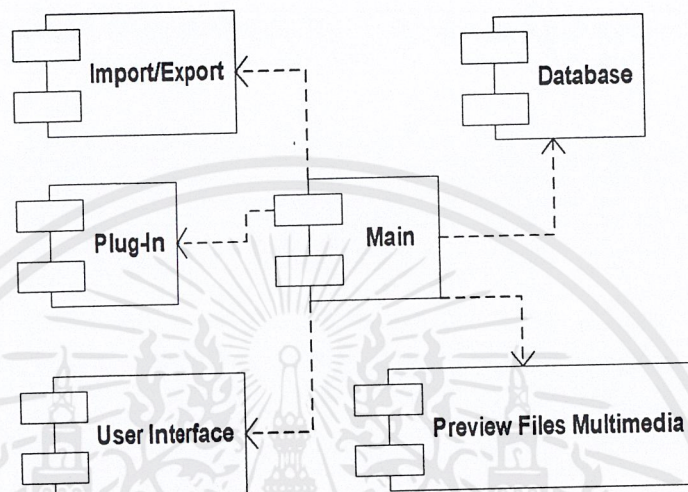 Import/Export
Database
Plug-In
Main
User Interface
Preview Files Multimedia